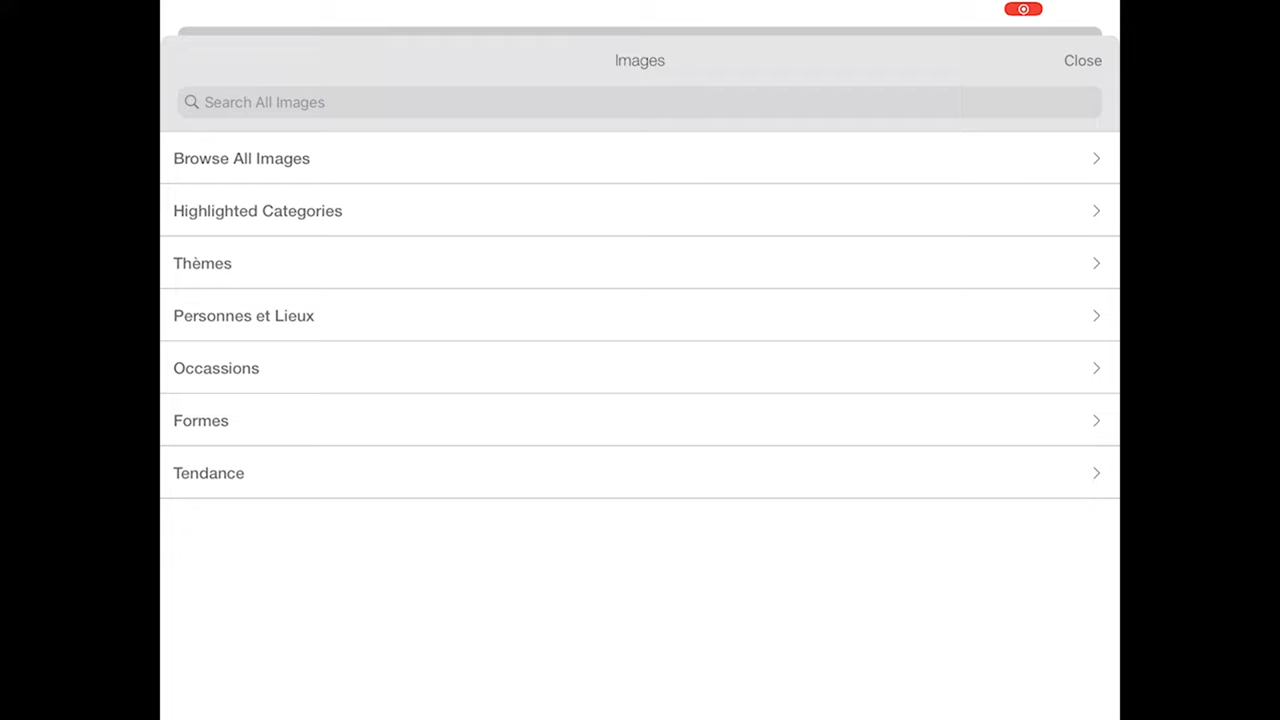 Images
Close
Search All Images
Browse All Images
Highlighted Categories
Thèmes
Personnes et Lieux
Occassions
Formes
Tendance